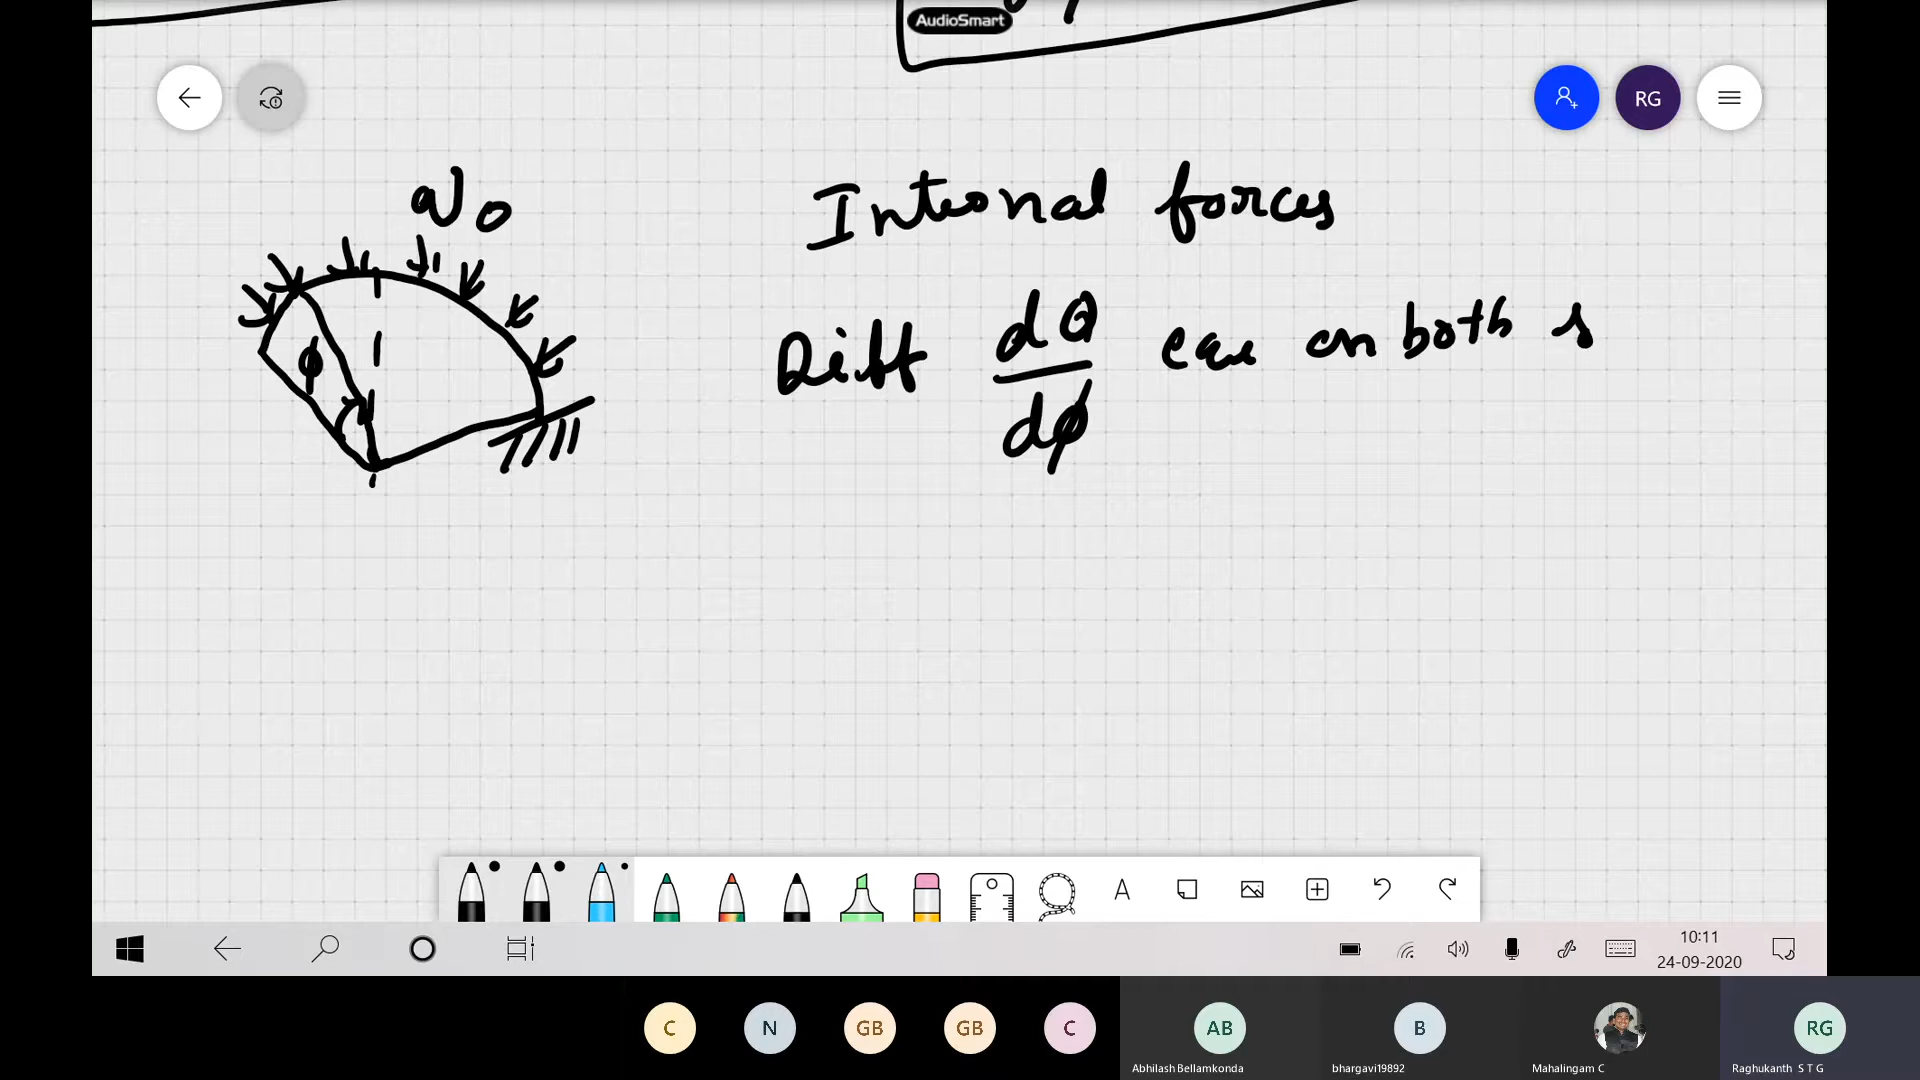 AudioSmart
RG
w₀
Internal forces
ϕ
Diff dQ/dϕ eqn on both s
A
10:11
24-09-2020
C
N
GB
GB
C
AB
B
RG
Abhilash Bellamkonda
bhargavi19892
Mahalingam C
Raghukanth S T G